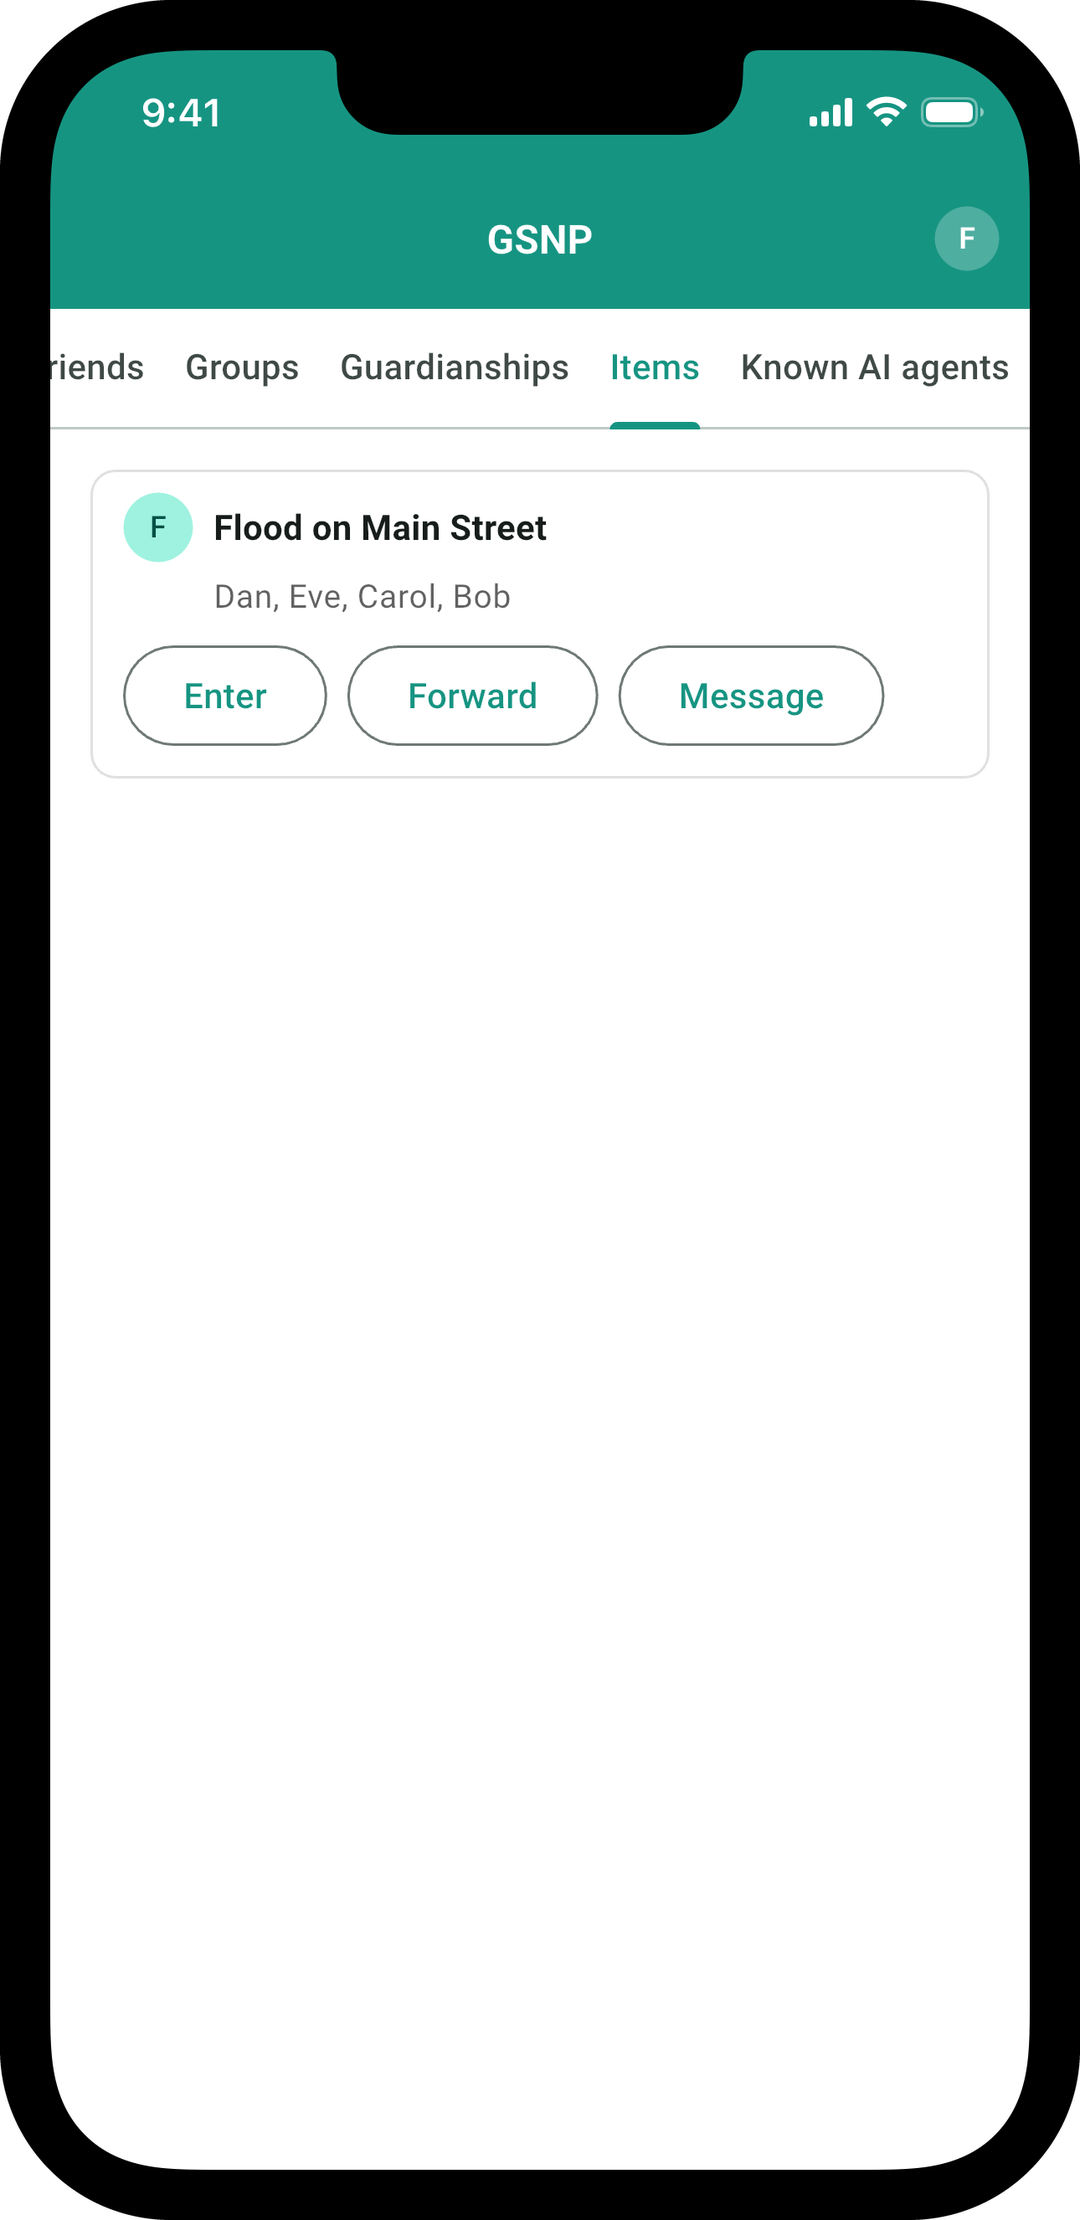 9:41
GSNP
F
riends Groups Guardianships Items Known AI agents
F Flood on Main Street
Dan, Eve, Carol, Bob
Enter Forward Message